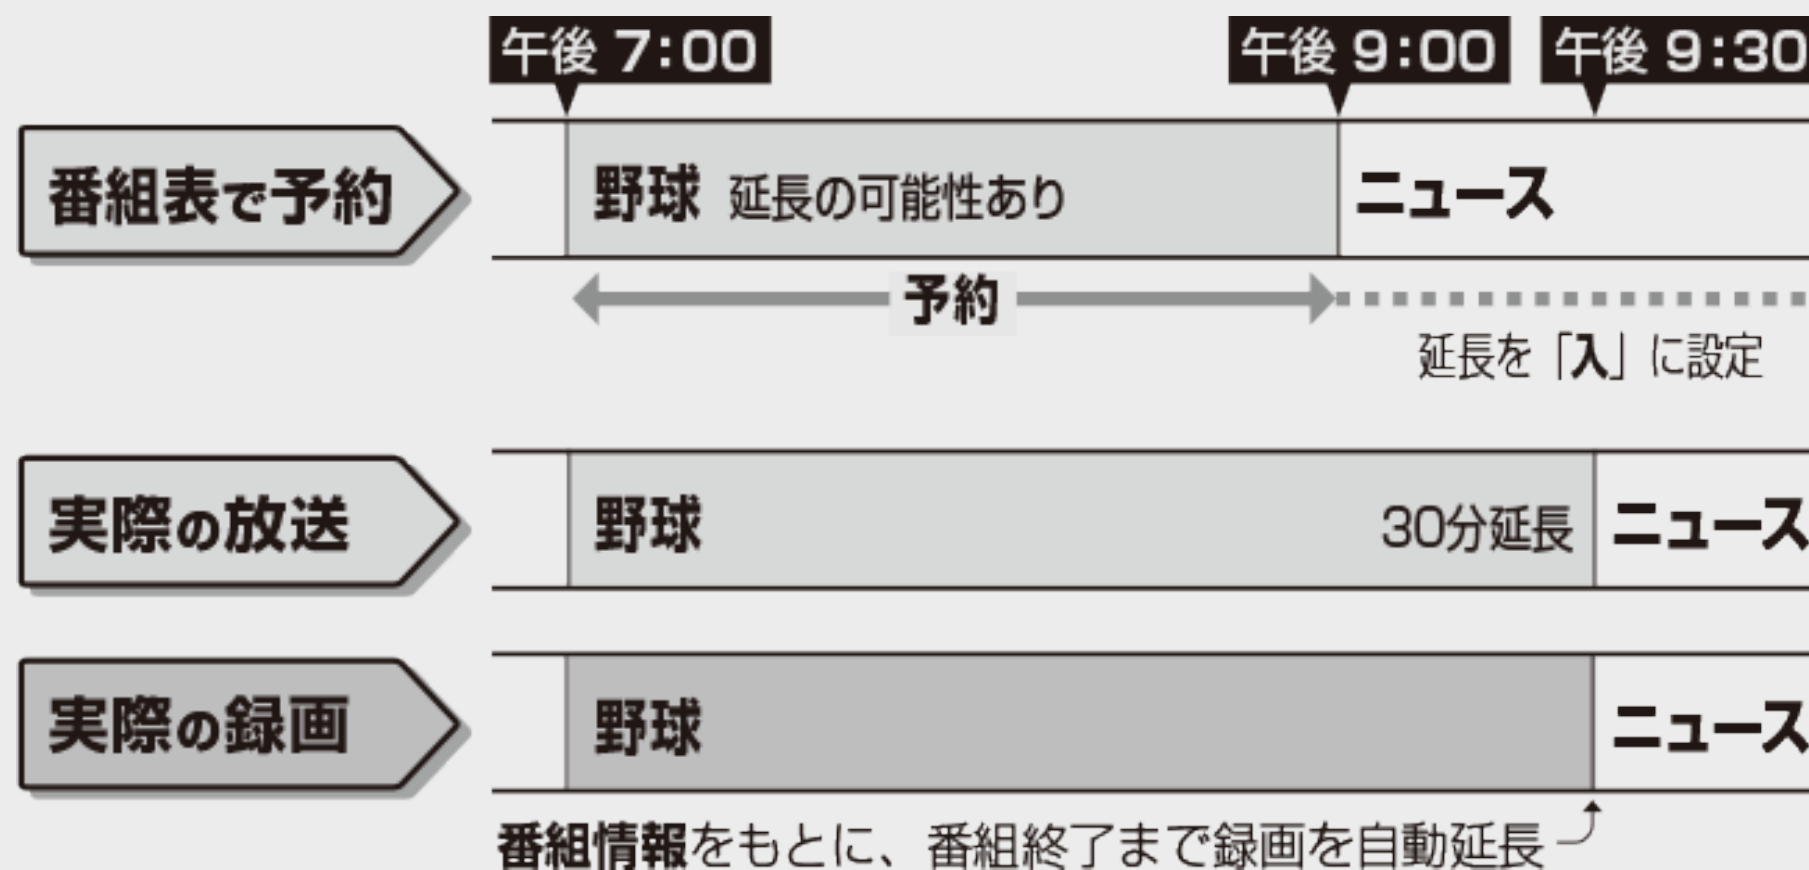 午後 7:00 午後 9:00 午後 9:30
番組表で予約 野球 延長の可能性あり ニュース
予約
延長を「入」に設定
実際の放送 野球 30分延長 ニュース
実際の録画 野球 ニュース
番組情報をもとに、番組終了まで録画を自動延長